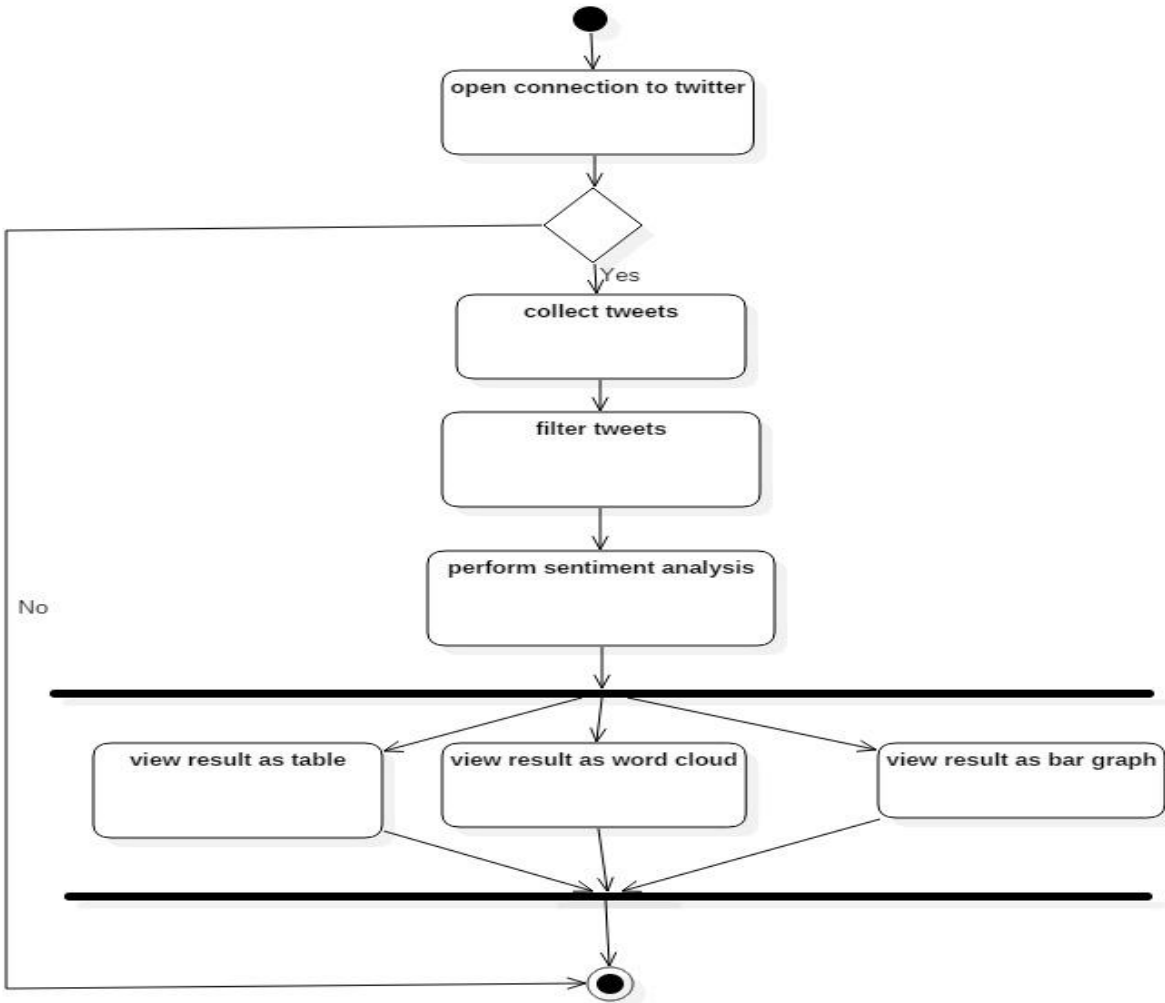 open connection to twitter
Yes
collect tweets
filter tweets
perform sentiment analysis
No
view result as table
view result as word cloud
view result as bar graph